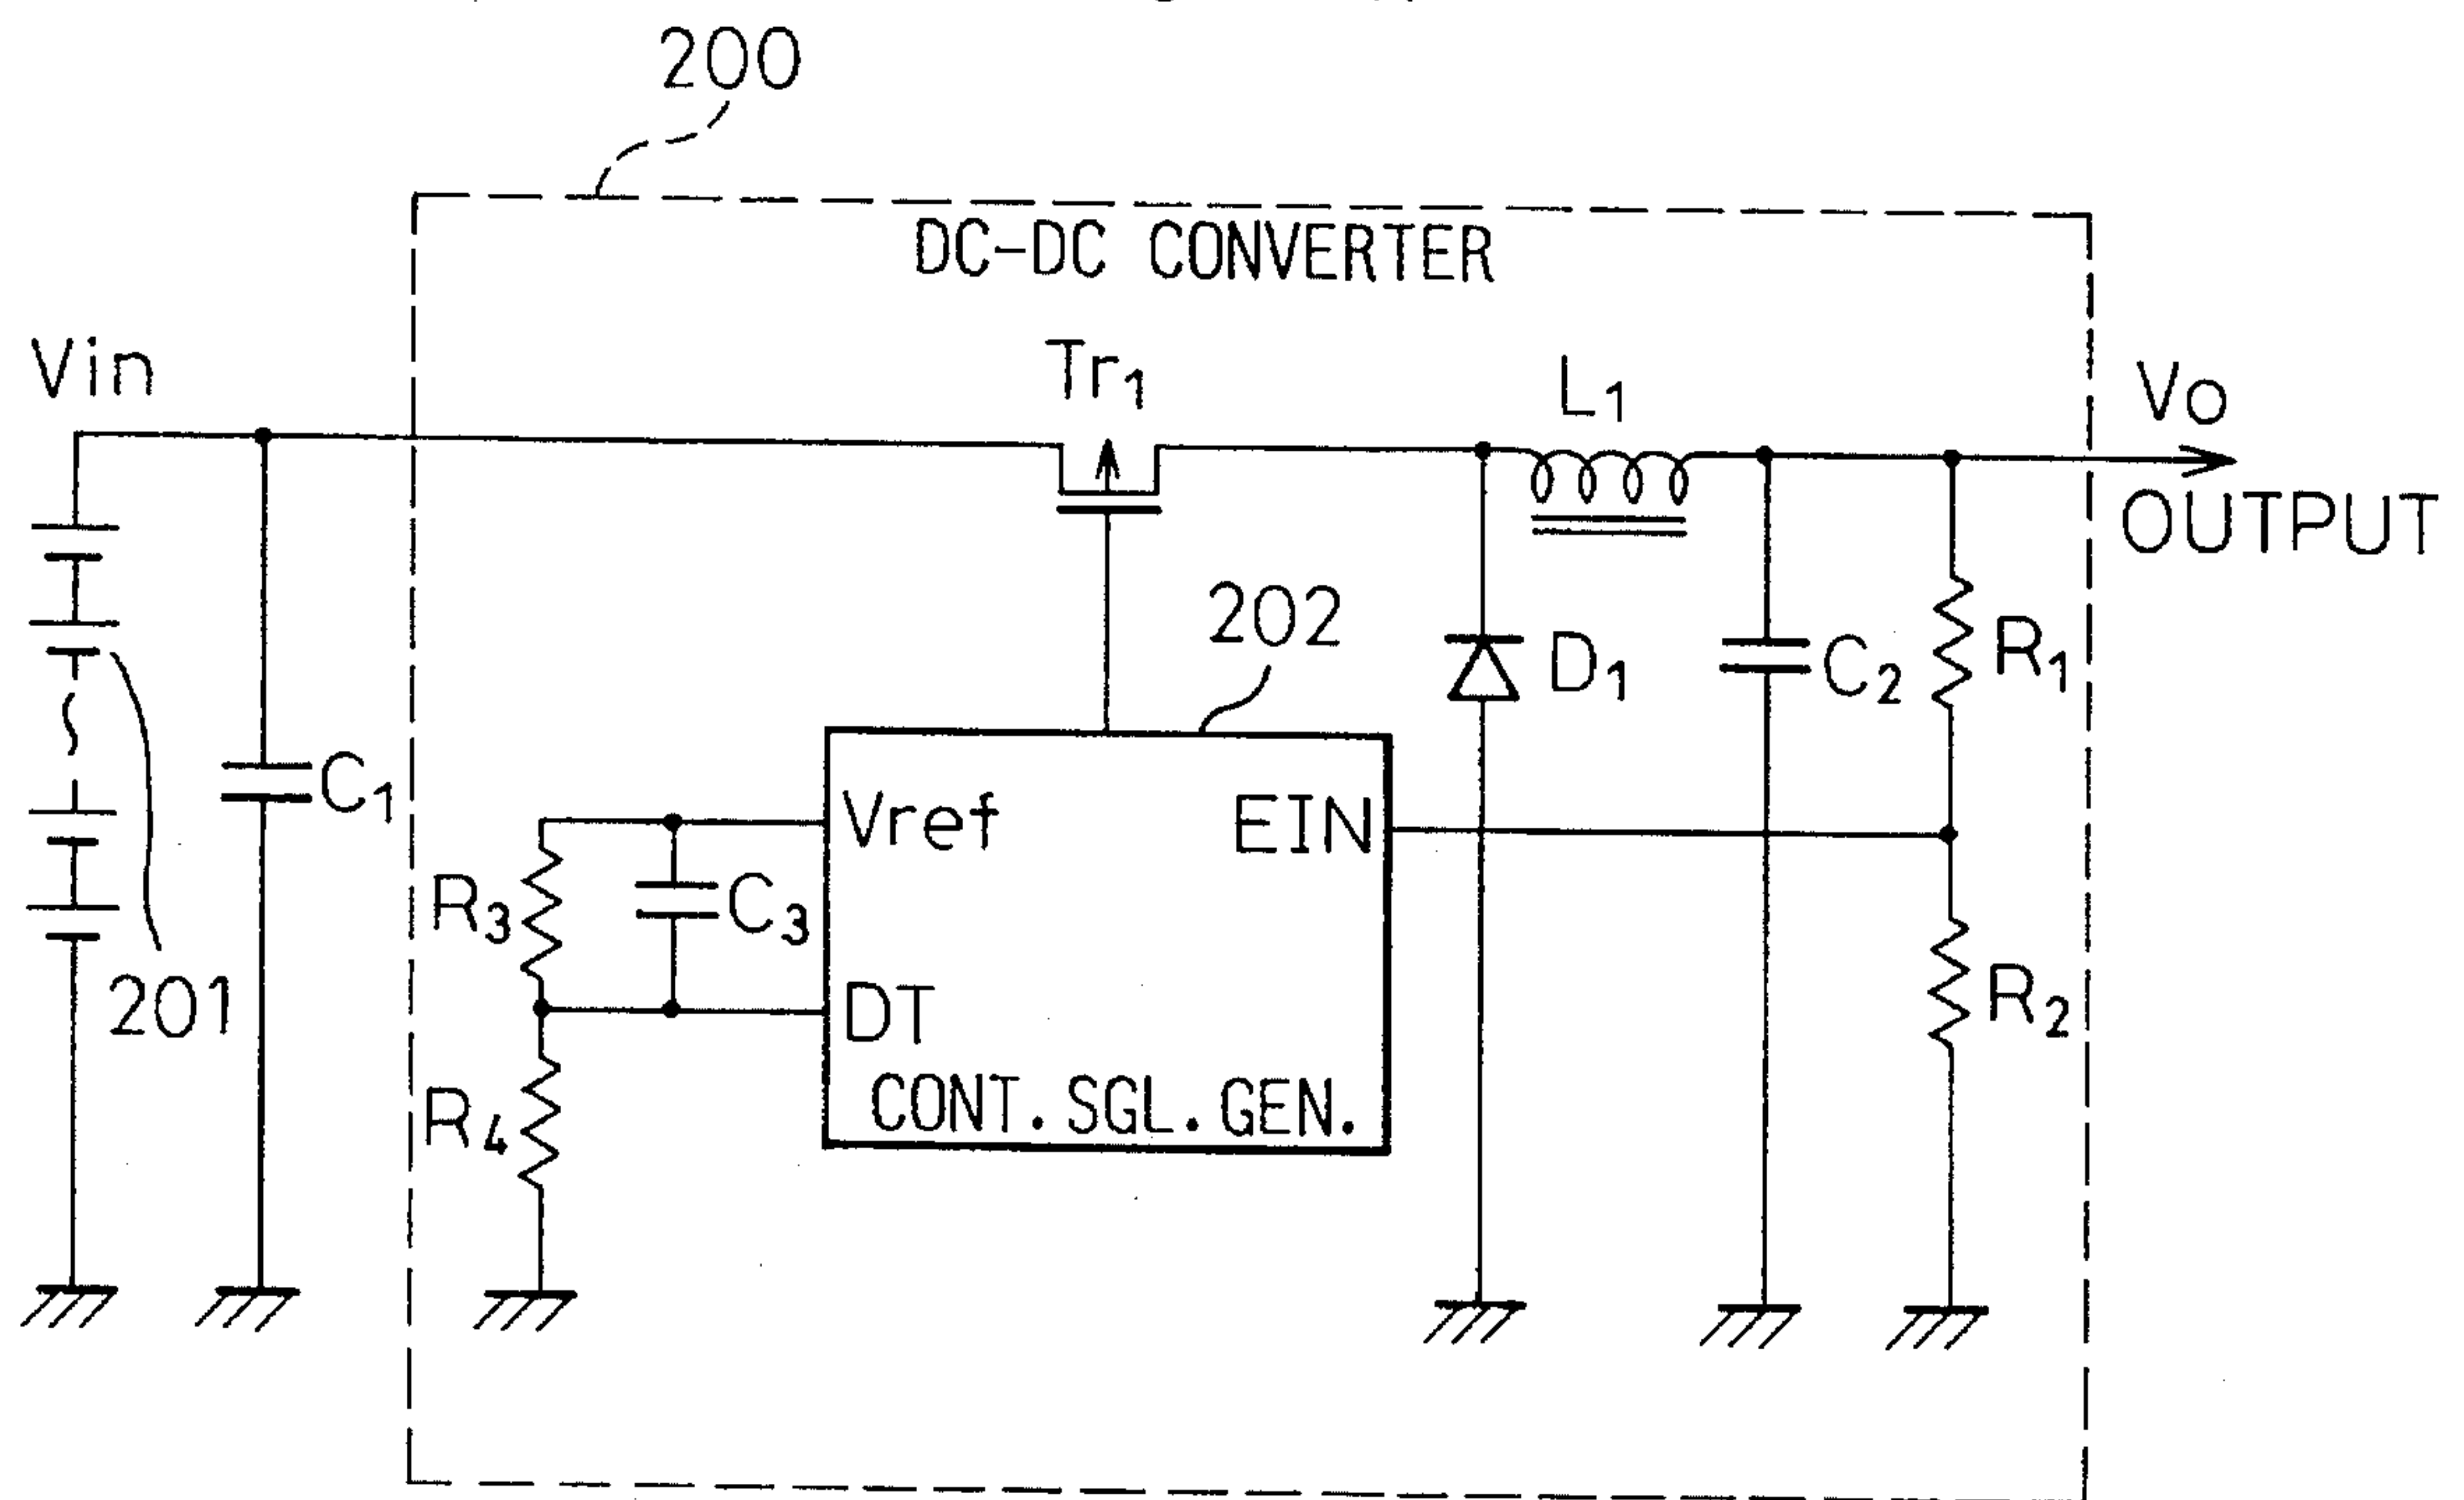 200
DC-DC CONVERTER
Vin
Tr1
L1
Vo
OUTPUT
202
D1
C2
R1
C1
Vref
EIN
R3
C3
201
DT
R2
R4
CONT.SGL.GEN.